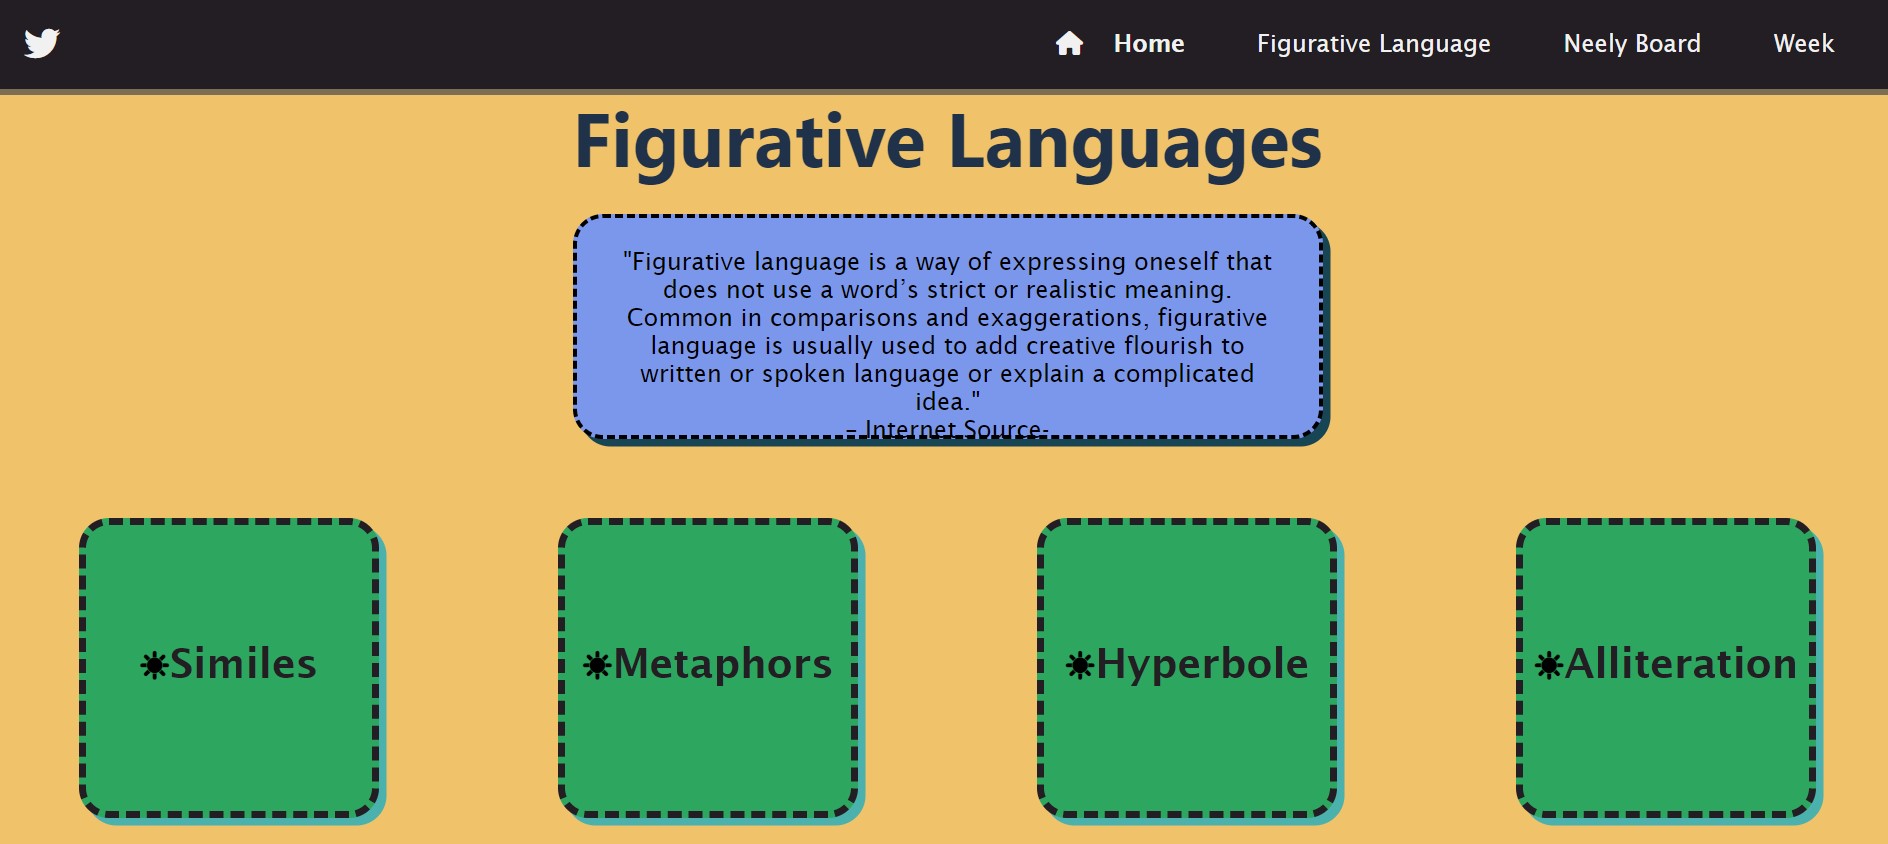 Home Figurative Language Neely Board Week
Figurative Languages
"Figurative language is a way of expressing oneself that
does not use a word’s strict or realistic meaning.
Common in comparisons and exaggerations, figurative
language is usually used to add creative flourish to
written or spoken language or explain a complicated
idea."
– Internet Source-
Similes
Metaphors
Hyperbole
Alliteration